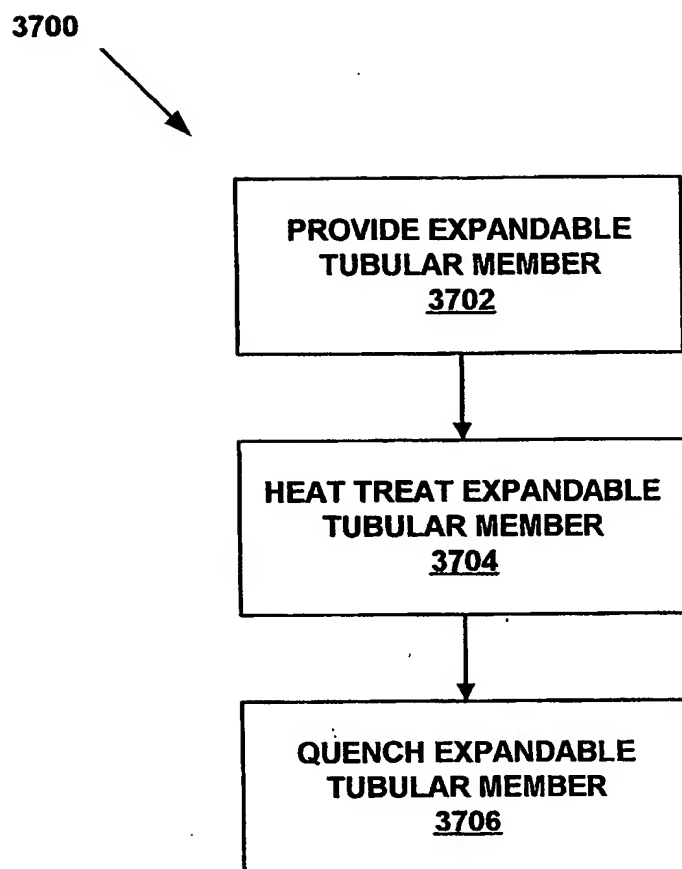 3700
PROVIDE EXPANDABLE
TUBULAR MEMBER
3702
HEAT TREAT EXPANDABLE
TUBULAR MEMBER
3704
QUENCH EXPANDABLE
TUBULAR MEMBER
3706